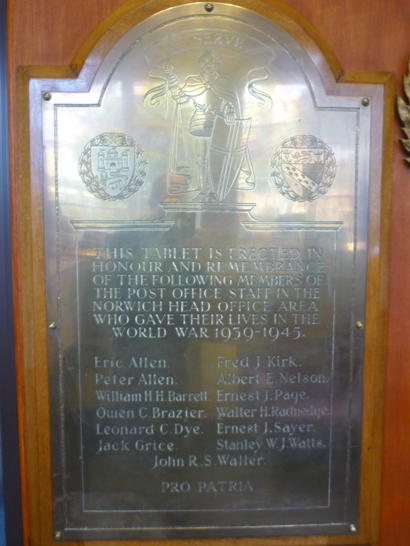 SERVE
THIS TABLET IS ERECTED IN
HONOUR AND REMEMBRANCE
OF THE FOLLOWING MEMBERS OF
THE POST OFFICE STAFF IN THE
NORWICH HEAD OFFICE AREA
WHO GAVE THEIR LIVES IN THE
WORLD WAR 1939-1945.
Eric Allen. Fred J. Kirk.
Peter Allen. Albert E. Nelson.
William H.H. Barrett. Ernest J. Page.
Owen C. Brazier. Walter H. Radnedge.
Leonard C. Dye. Ernest J. Sayer.
Jack Grice. Stanley W.J. Watts.
John R.S. Waller.
PRO PATRIA